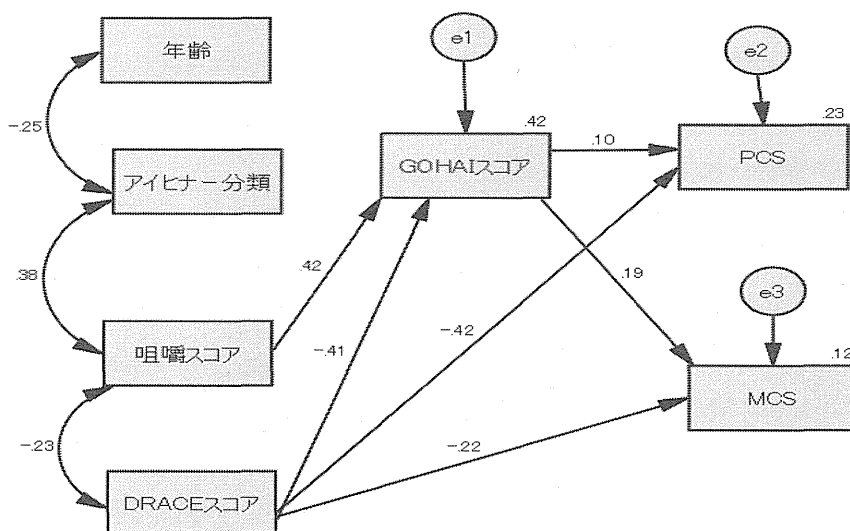 年齢
-.25
アイヒナー分類
.38
咀嚼スコア
-.23
DRACEスコア
e1
.42
GOHAIスコア
.42
-.41
.10
-.42
.19
-.22
e2
.23
PCS
e3
.12
MCS